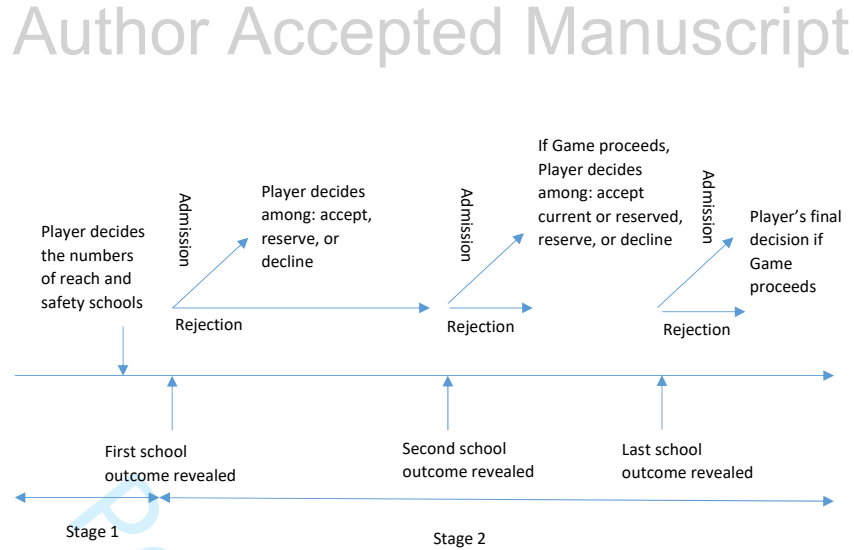 Author Accepted Manuscript
Player decides
the numbers
of reach and
safety schools
Admission
Player decides
among: accept,
reserve, or
decline
Rejection
Admission
If Game proceeds,
Player decides
among: accept
current or reserved,
reserve, or decline
Rejection
Admission
Player's final
decision if
Game
proceeds
Rejection
First school
outcome revealed
Second school
outcome revealed
Last school
outcome revealed
Stage 1
Stage 2